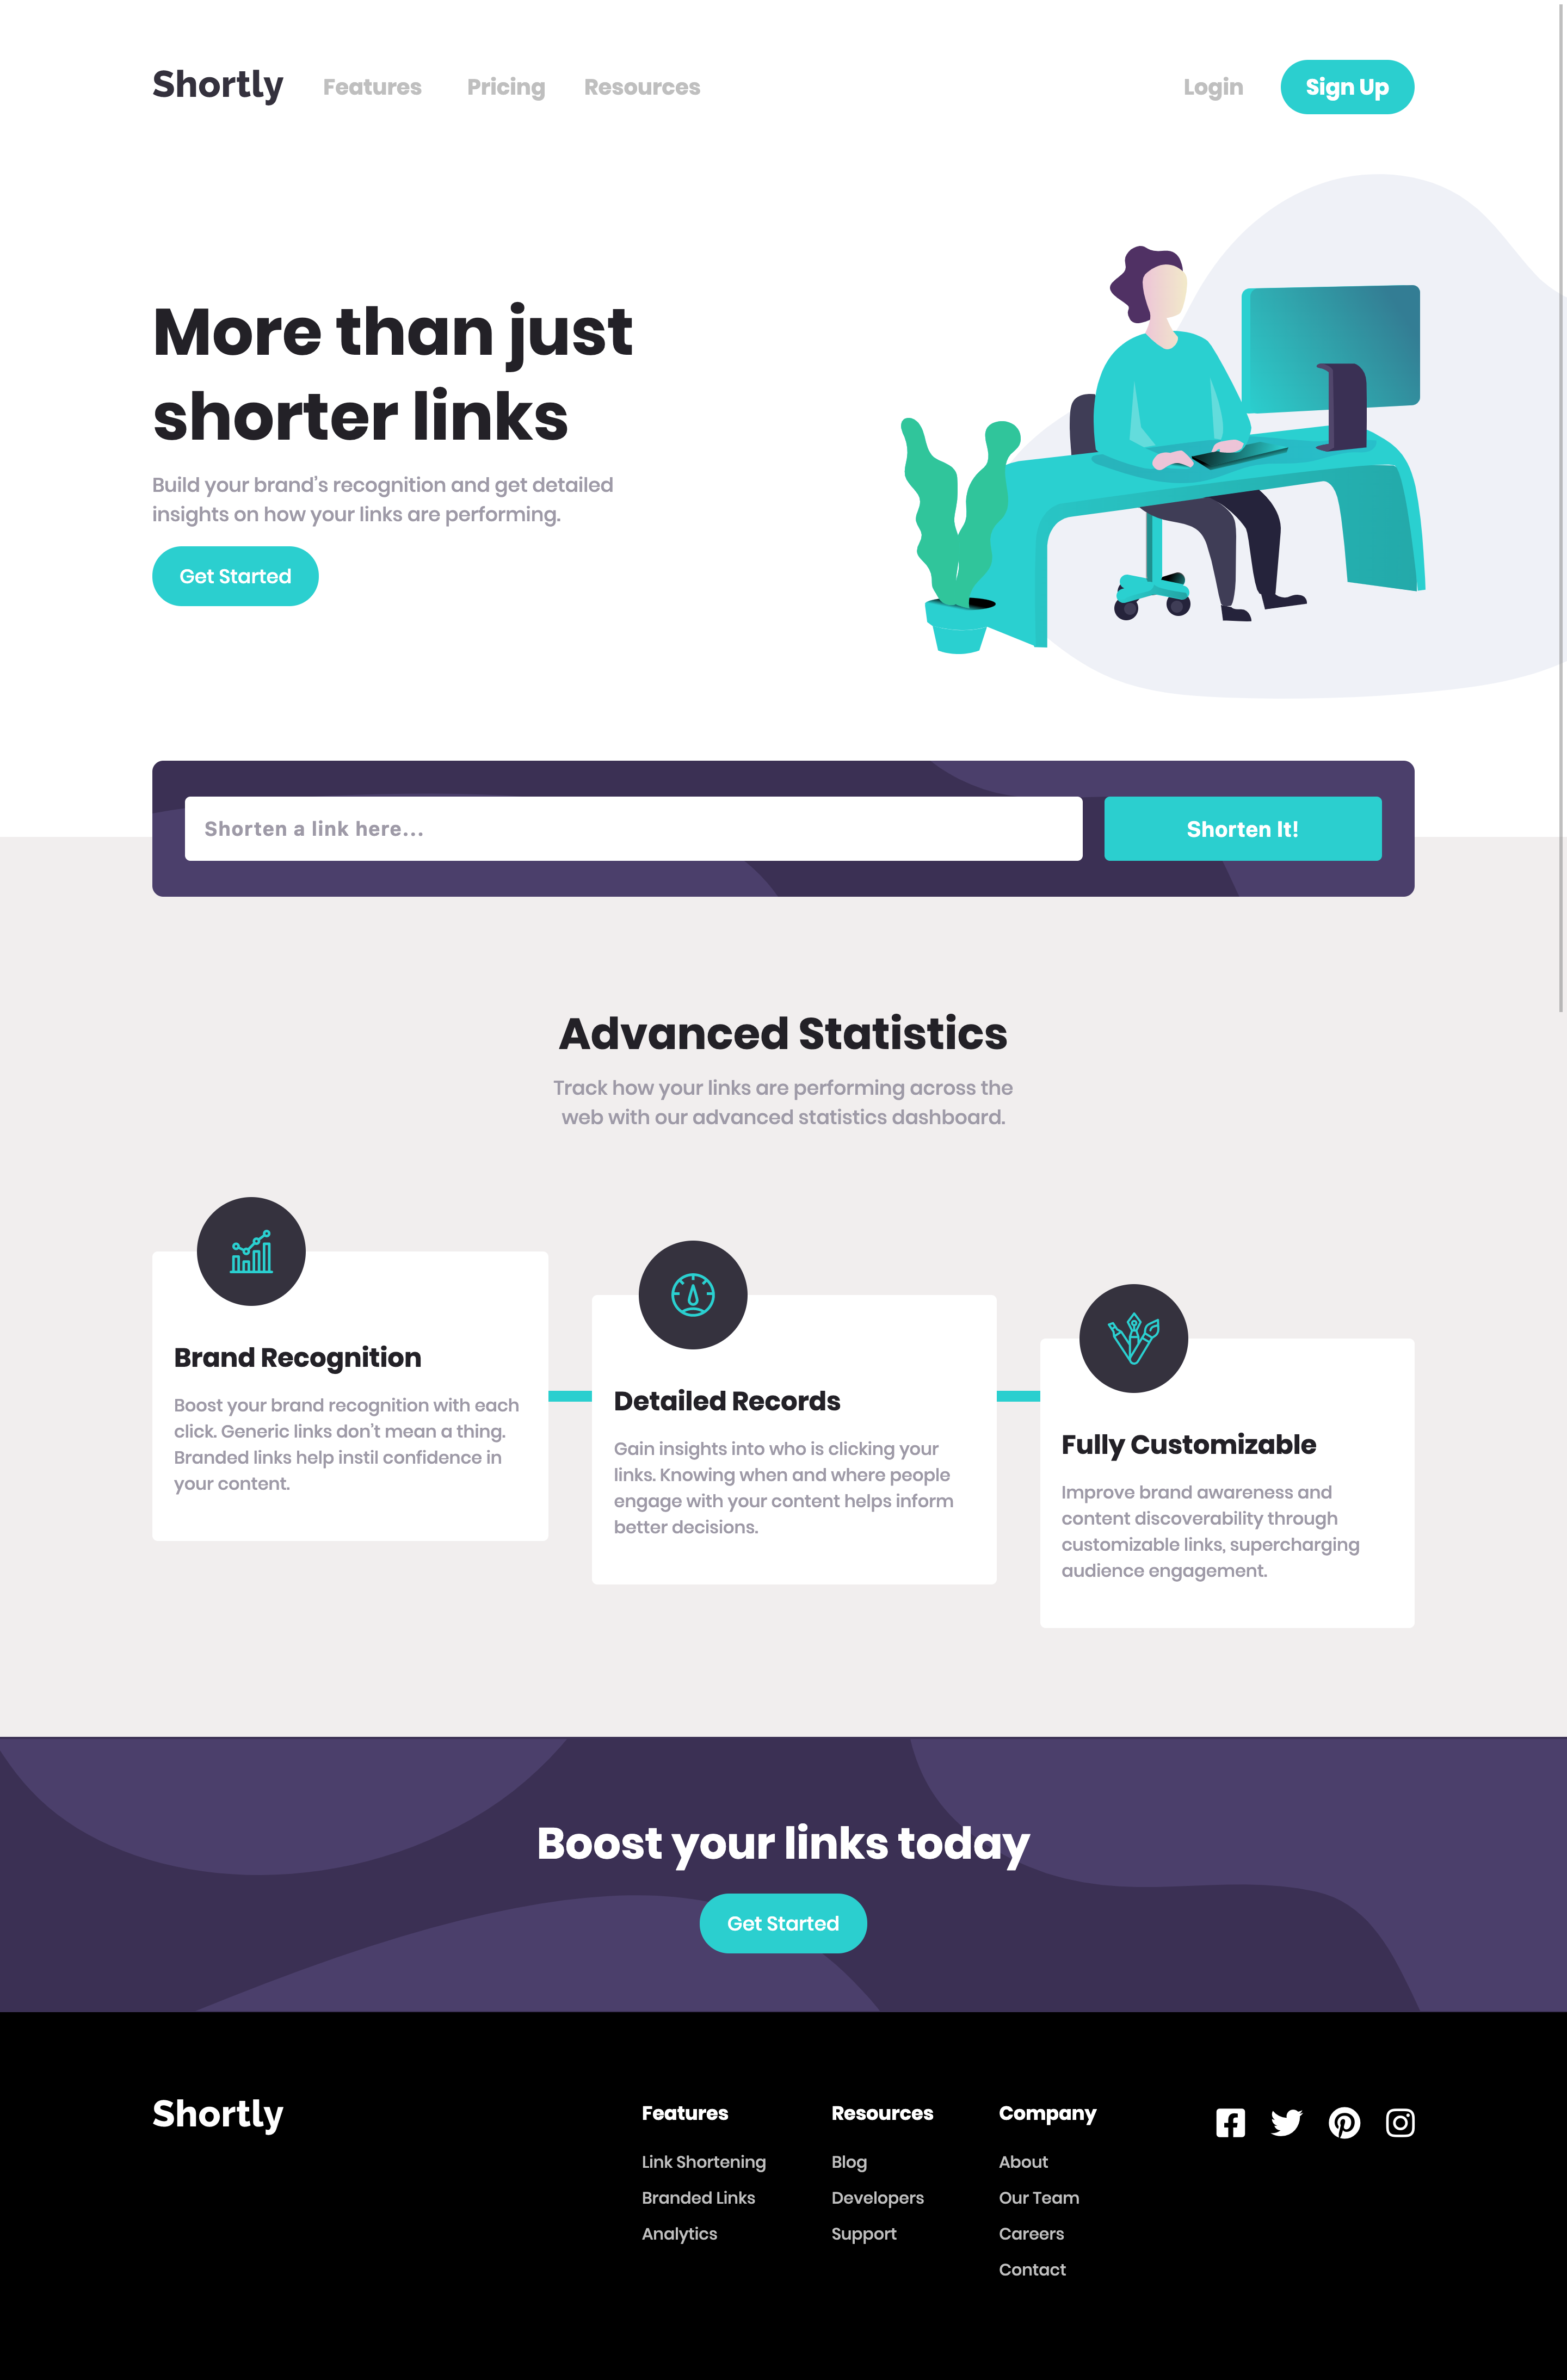 Shortly
Features
Pricing
Resources
Login
Sign Up
More than just
shorter links
Build your brand's recognition and get detailed
insights on how your links are performing.
Get Started
Shorten a link here...
Shorten It!
Advanced Statistics
Track how your links are performing across the
web with our advanced statistics dashboard.
Brand Recognition
Boost your brand recognition with each
click. Generic links don't mean a thing.
Branded links help instil confidence in
your content.
Detailed Records
Gain insights into who is clicking your
links. Knowing when and where people
engage with your content helps inform
better decisions.
Fully Customizable
Improve brand awareness and
content discoverability through
customizable links, supercharging
audience engagement.
Boost your links today
Get Started
Shortly
Features
Link Shortening
Branded Links
Analytics
Resources
Blog
Developers
Support
Company
About
Our Team
Careers
Contact